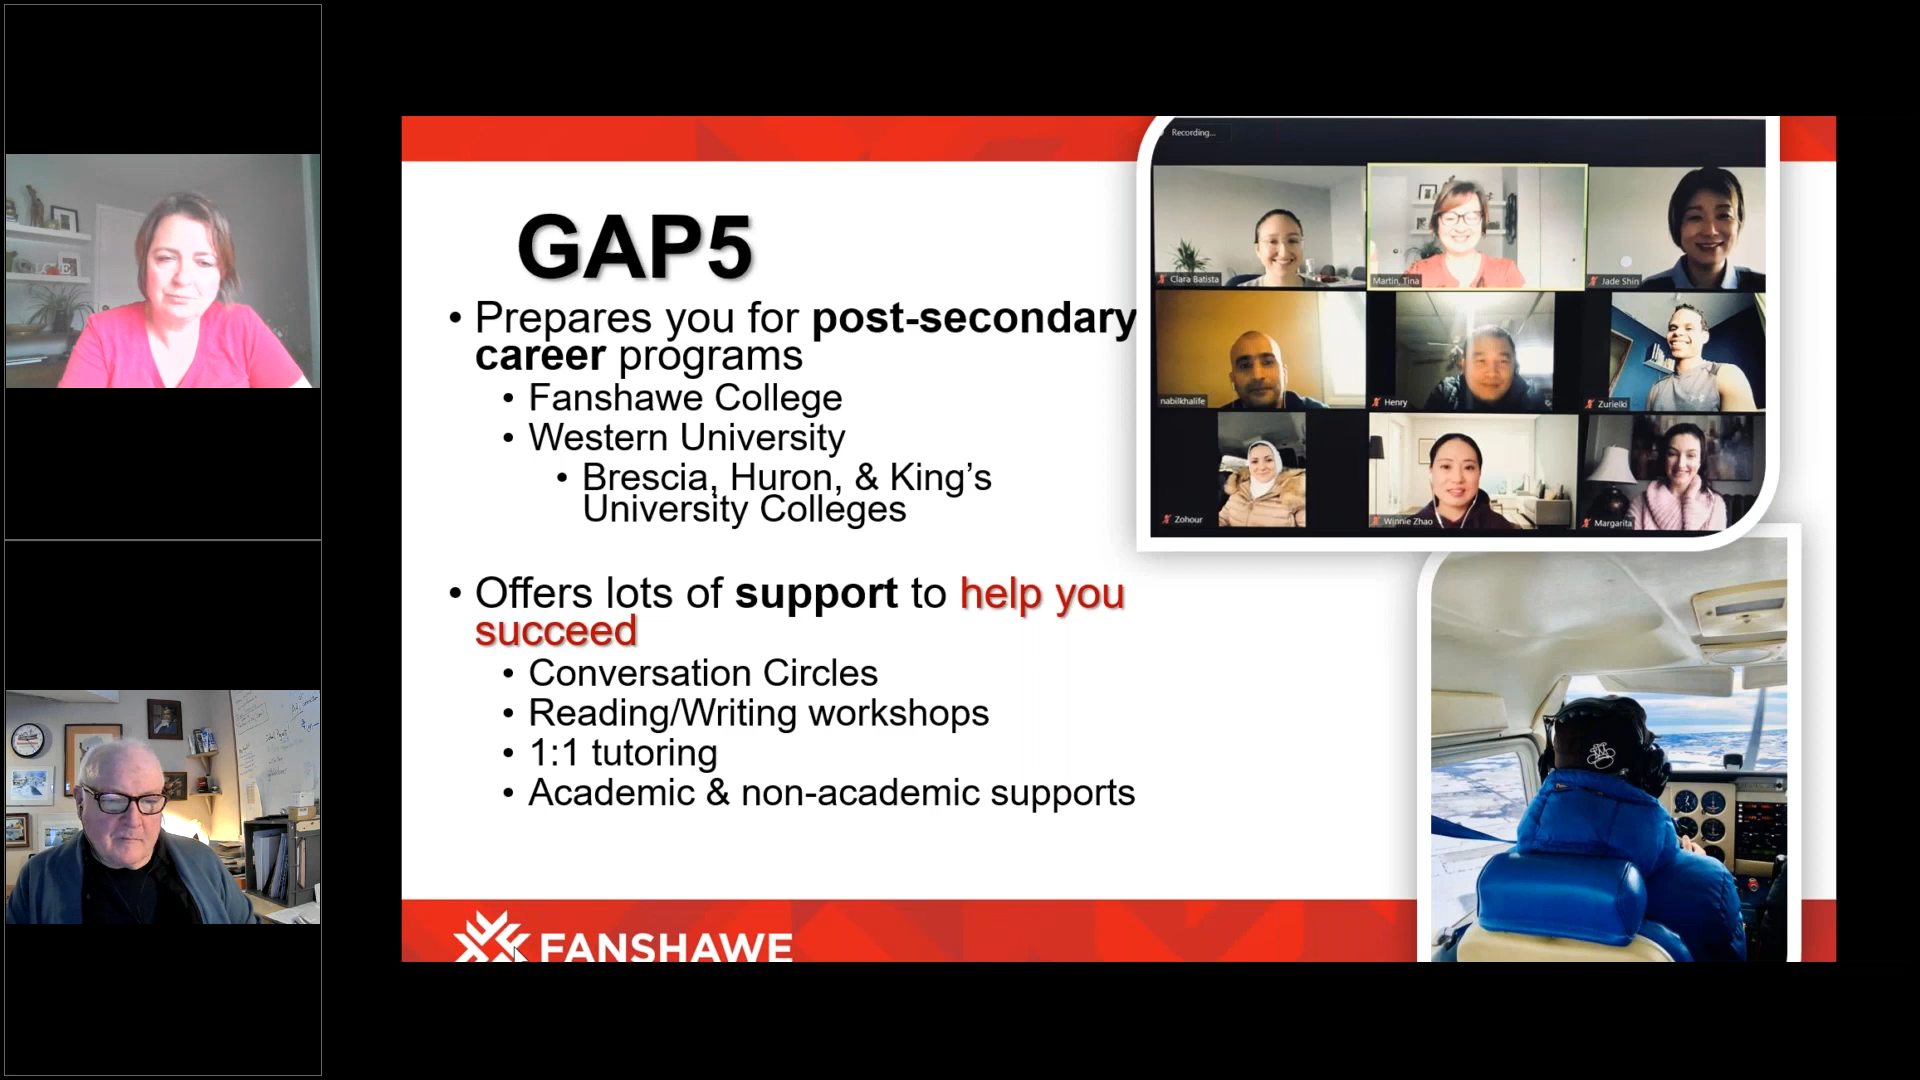 Recording...
GAP5
• Prepares you for post-secondary
career programs
• Fanshawe College
• Western University
• Brescia, Huron, & King's
University Colleges
• Offers lots of support to help you
succeed
• Conversation Circles
• Reading/Writing workshops
• 1:1 tutoring
• Academic & non-academic supports
Clara Batista
Martin, Tina
Jade Shin
nabilkhalife
Henry
Zurielki
Zohour
Winnie Zhao
Margarita
FANSHAWE